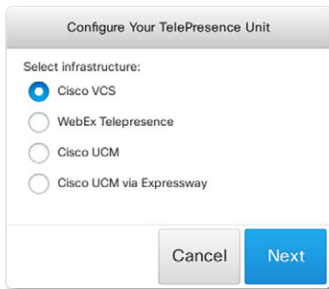 Configure Your TelePresence Unit
Select infrastructure:
Cisco VCS
WebEx Telepresence
Cisco UCM
Cisco UCM via Expressway
Cancel Next